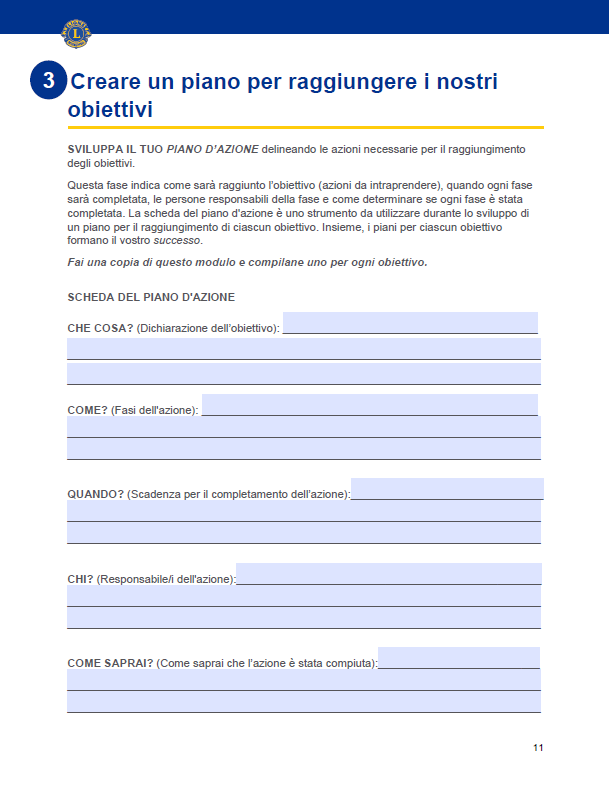 L
3
Creare un piano per raggiungere i nostri
obiettivi
SVILUPPA IL TUO PIANO D'AZIONE delineando le azioni necessarie per il raggiungimento
degli obiettivi.
Questa fase indica come sarà raggiunto l'obiettivo (azioni da intraprendere), quando ogni fase
sarà completata, le persone responsabili della fase e come determinare se ogni fase è stata
completata. La scheda del piano d'azione è uno strumento da utilizzare durante lo sviluppo di
un piano per il raggiungimento di ciascun obiettivo. Insieme, i piani per ciascun obiettivo
formano il vostro successo.
Fai una copia di questo modulo e compilane uno per ogni obiettivo.
SCHEDA DEL PIANO D'AZIONE
CHE COSA? (Dichiarazione dell'obiettivo):
COME? (Fasi dell'azione):
QUANDO? (Scadenza per il completamento dell'azione):
CHI? (Responsabile/i dell'azione):
COME SAPRAI? (Come saprai che l'azione è stata compiuta):
11